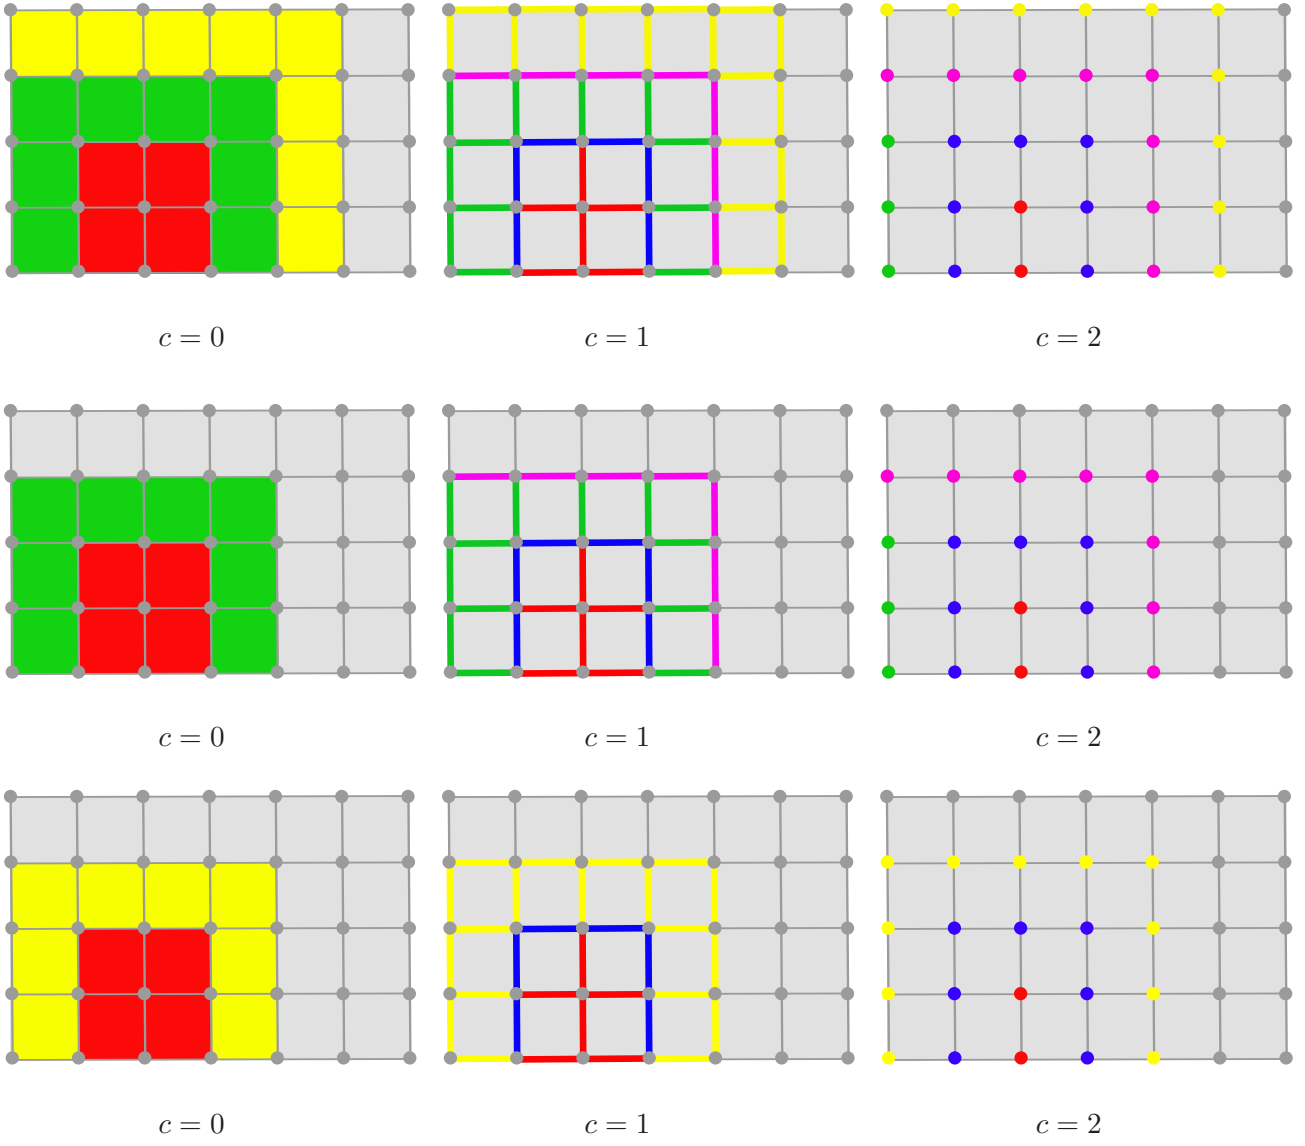 c = 0 c = 1 c = 2
c = 0 c = 1 c = 2
c = 0 c = 1 c = 2